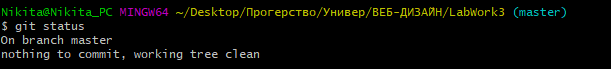 Nikita@Nikita_PC MINGW64 ~/Desktop/Прогерство/Универ/ВЕБ-ДИЗАЙН/LabWork3 (master)
$ git status
On branch master
nothing to commit, working tree clean